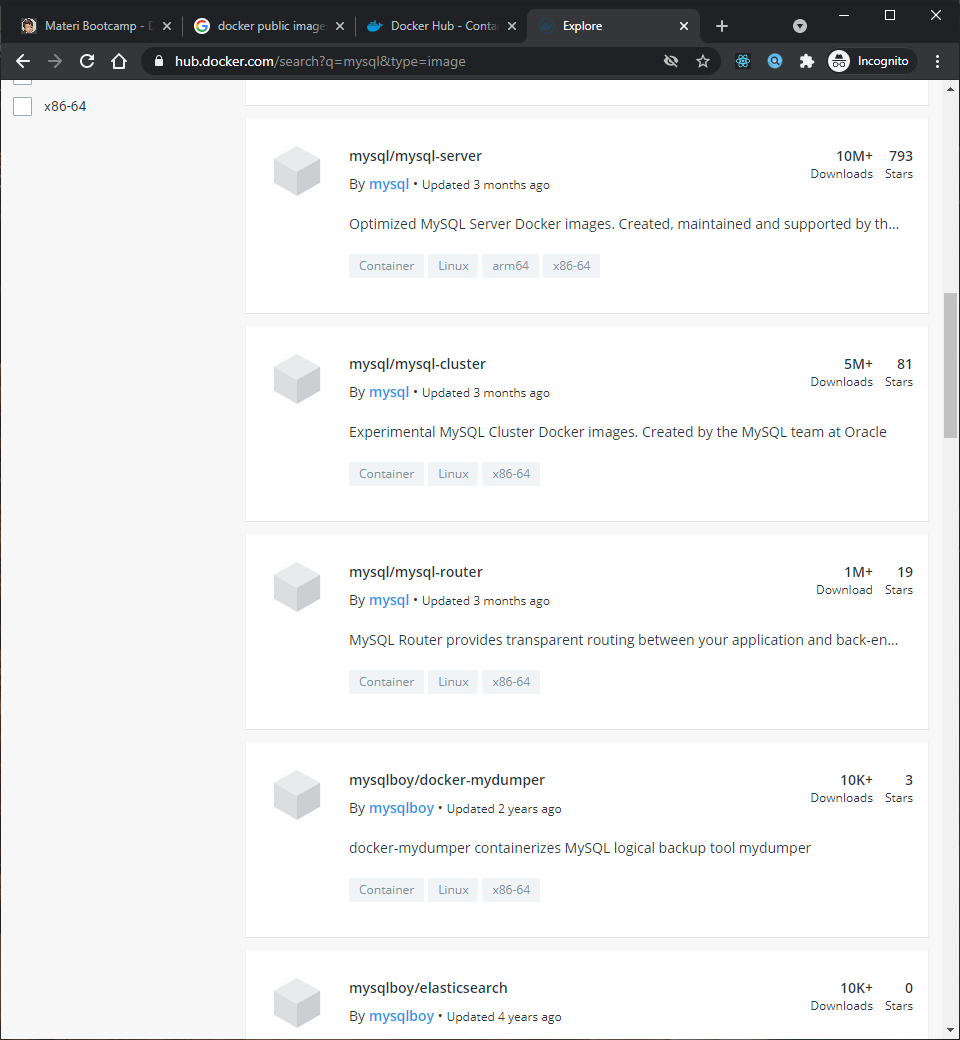 Materi Bootcamp - D
docker public image
Docker Hub - Conta
Explore
hub.docker.com/search?q=mysql&type=image
Incognito
x86-64
mysql/mysql-server
10M+ 793
By mysql • Updated 3 months ago
Downloads Stars
Optimized MySQL Server Docker images. Created, maintained and supported by th...
Container Linux arm64 x86-64
mysql/mysql-cluster
5M+ 81
By mysql • Updated 3 months ago
Downloads Stars
Experimental MySQL Cluster Docker images. Created by the MySQL team at Oracle
Container Linux x86-64
mysql/mysql-router
1M+ 19
By mysql • Updated 3 months ago
Download Stars
MySQL Router provides transparent routing between your application and back-en...
Container Linux x86-64
mysqlboy/docker-mydumper
10K+ 3
By mysqlboy • Updated 2 years ago
Downloads Stars
docker-mydumper containerizes MySQL logical backup tool mydumper
Container Linux x86-64
mysqlboy/elasticsearch
10K+ 0
By mysqlboy • Updated 4 years ago
Downloads Stars